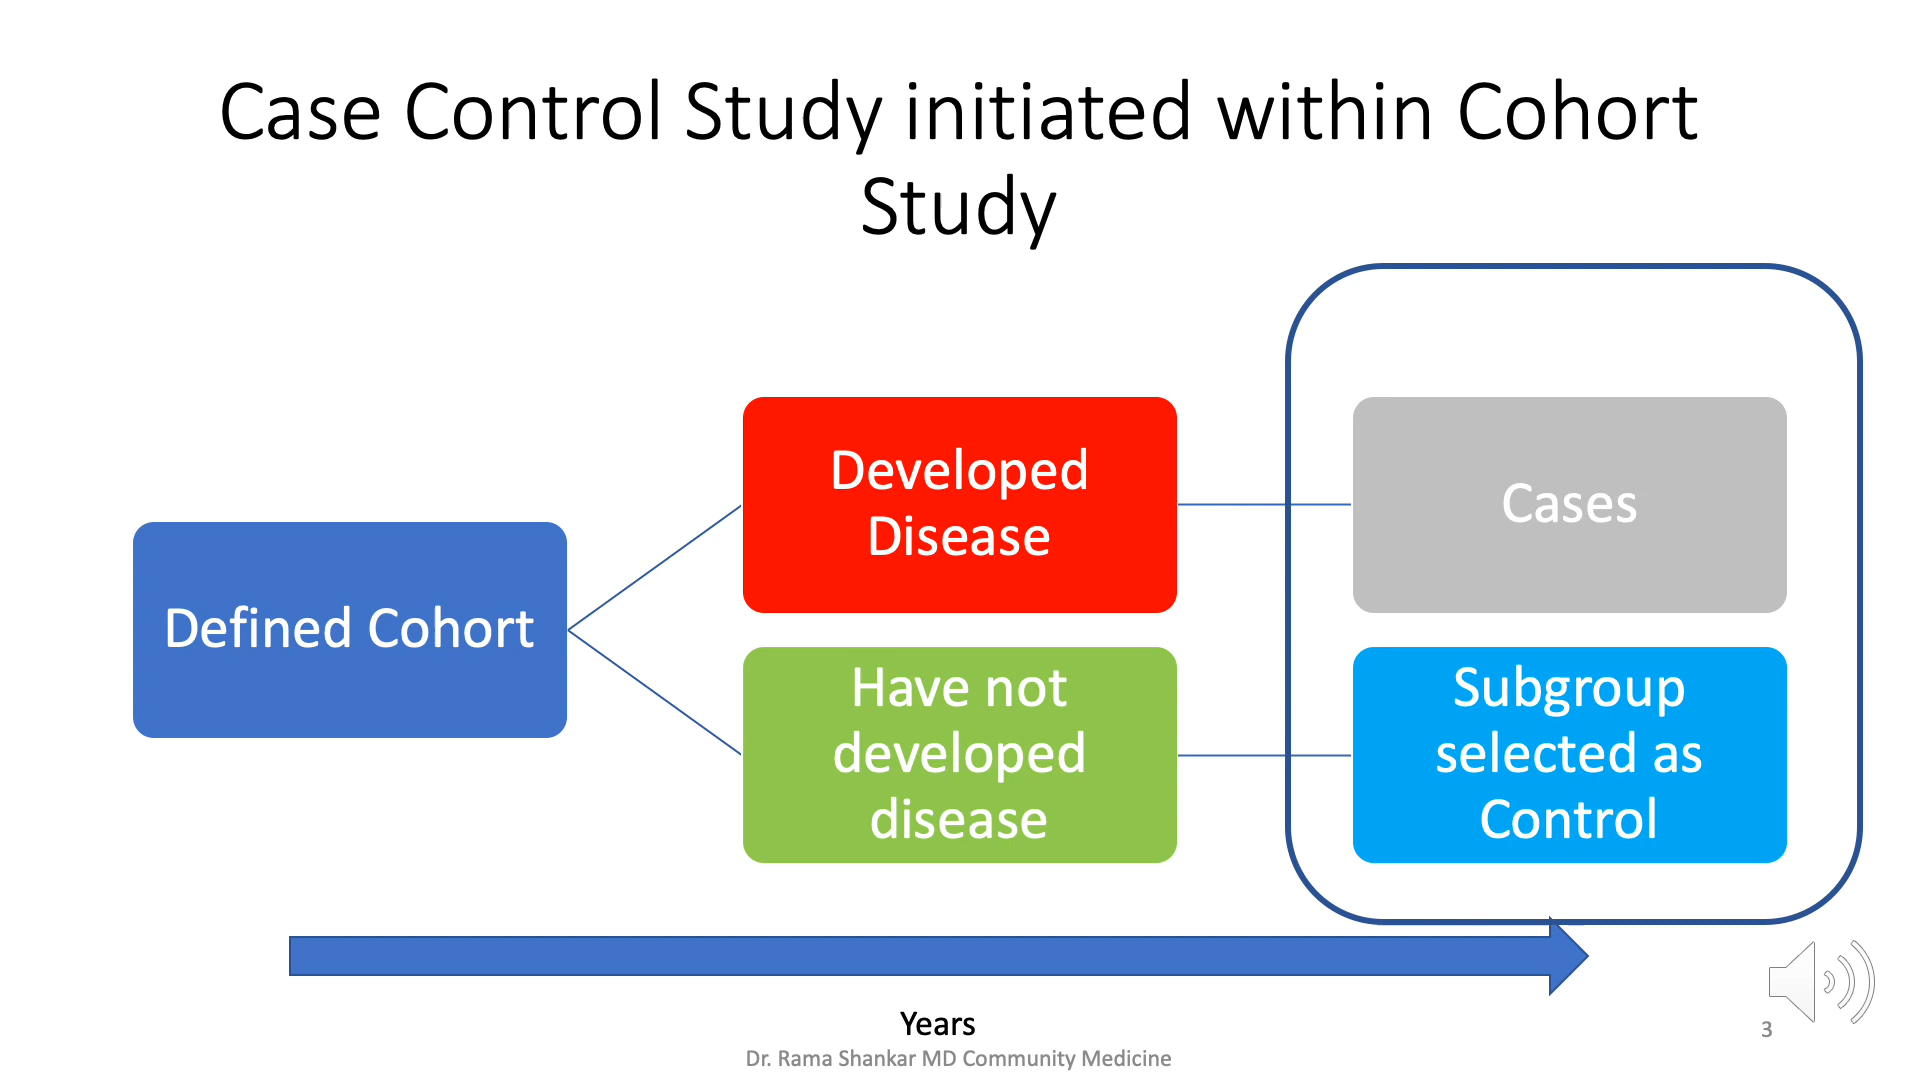 Case Control Study initiated within Cohort
Study
Defined Cohort
Developed
Disease
Have not
developed
disease
Cases
Subgroup
selected as
Control
Years
Dr. Rama Shankar MD Community Medicine
3